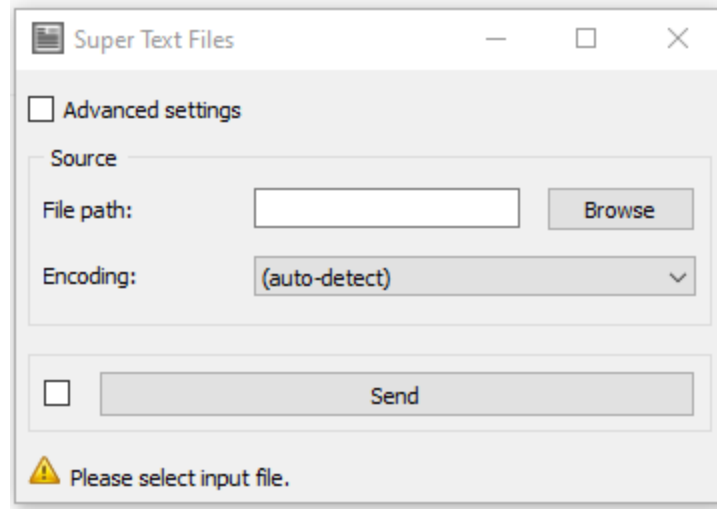 Super Text Files
Advanced settings
Source
File path:
Browse
Encoding:
(auto-detect)
Send
Please select input file.